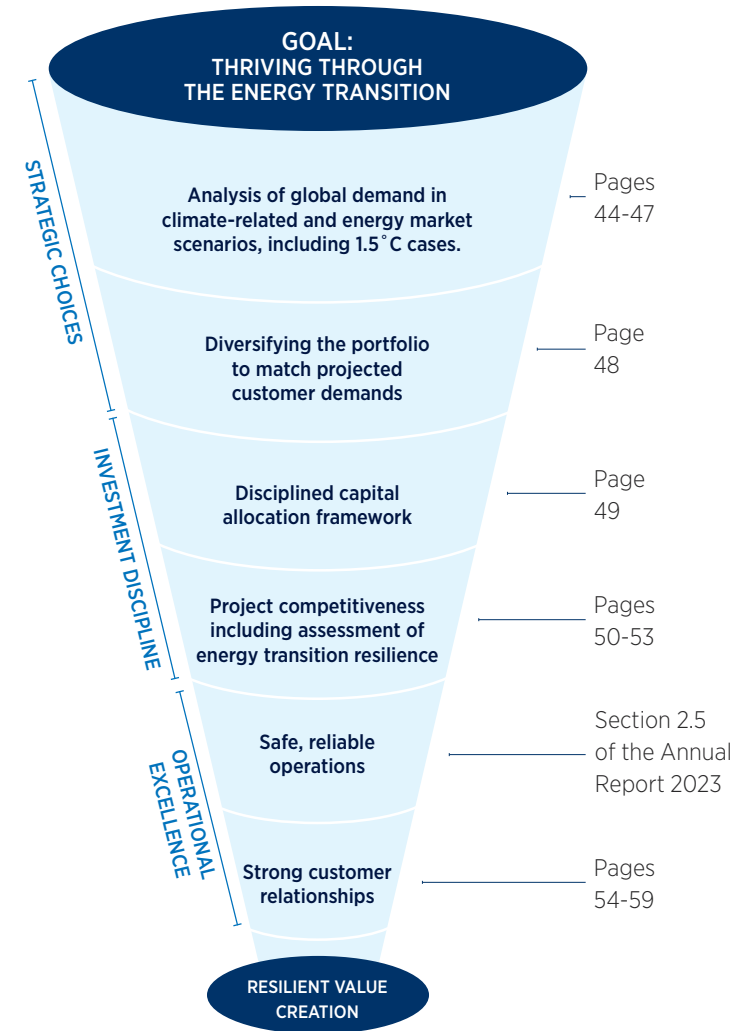 GOAL:
THRIVING THROUGH
THE ENERGY TRANSITION
STRATEGIC CHOICES
Analysis of global demand in
climate-related and energy market
scenarios, including 1.5˚C cases.
Pages
44-47
Diversifying the portfolio
to match projected
customer demands
Page
48
INVESTMENT DISCIPLINE
Disciplined capital
allocation framework
Page
49
Project competitiveness
including assessment of
energy transition resilience
Pages
50-53
OPERATIONAL
EXCELLENCE
Safe, reliable
operations
Section 2.5
of the Annual
Report 2023
Strong customer
relationships
Pages
54-59
RESILIENT VALUE
CREATION